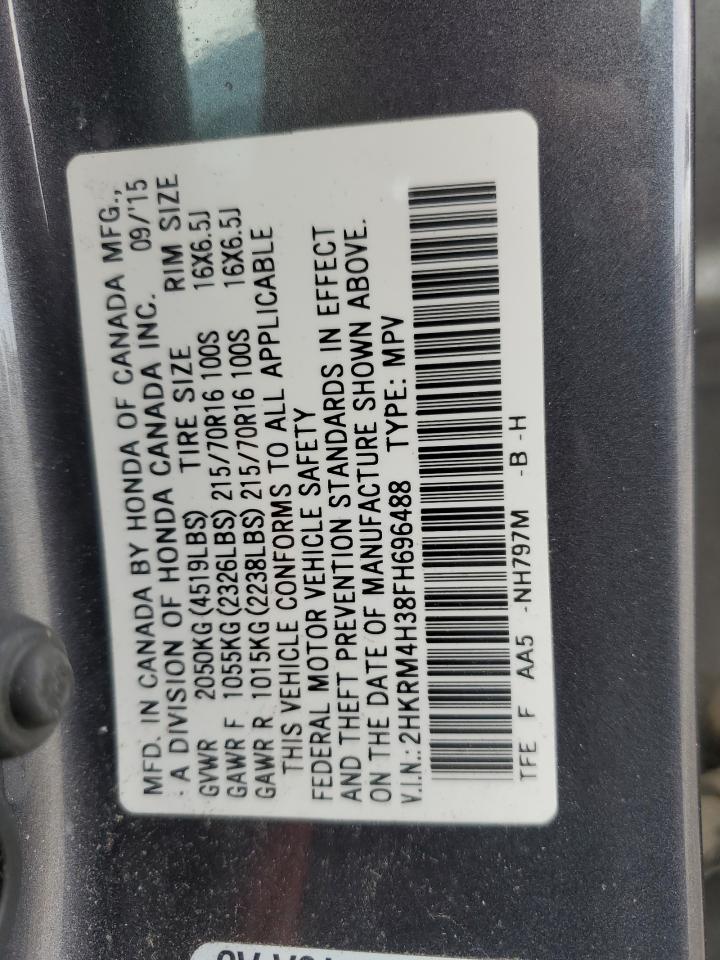 MFD. IN CANADA BY HONDA OF CANADA MFG.,
A DIVISION OF HONDA CANADA INC. 09/'15
GVWR 2050KG (4519LBS) TIRE SIZE RIM SIZE
GAWR F 1055KG (2326LBS) 215/70R16 100S 16X6.5J
GAWR R 1015KG (2238LBS) 215/70R16 100S 16X6.5J
THIS VEHICLE CONFORMS TO ALL APPLICABLE
FEDERAL MOTOR VEHICLE SAFETY
AND THEFT PREVENTION STANDARDS IN EFFECT
ON THE DATE OF MANUFACTURE SHOWN ABOVE.
V.I.N.: 2HKRM4H38FH696488 TYPE: MPV
TFE F AA5 -NH797M -B -H